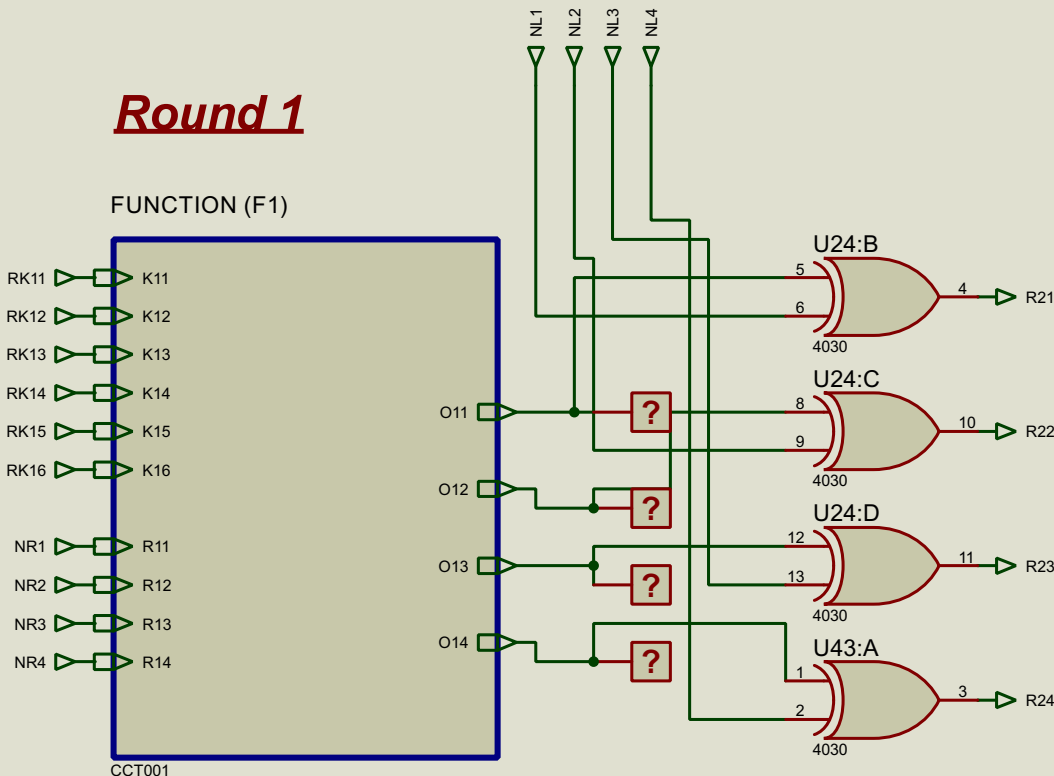 NL1
NL2
NL3
NL4
Round 1
FUNCTION (F1)
RK11
K11
RK12
K12
RK13
K13
RK14
K14
RK15
K15
RK16
K16
NR1
R11
NR2
R12
NR3
R13
NR4
R14
O11
O12
O13
O14
?
?
?
?
CCT001
U24:B
5
6
4
R21
4030
U24:C
8
9
10
R22
4030
U24:D
12
13
11
R23
4030
U43:A
1
2
3
R24
4030